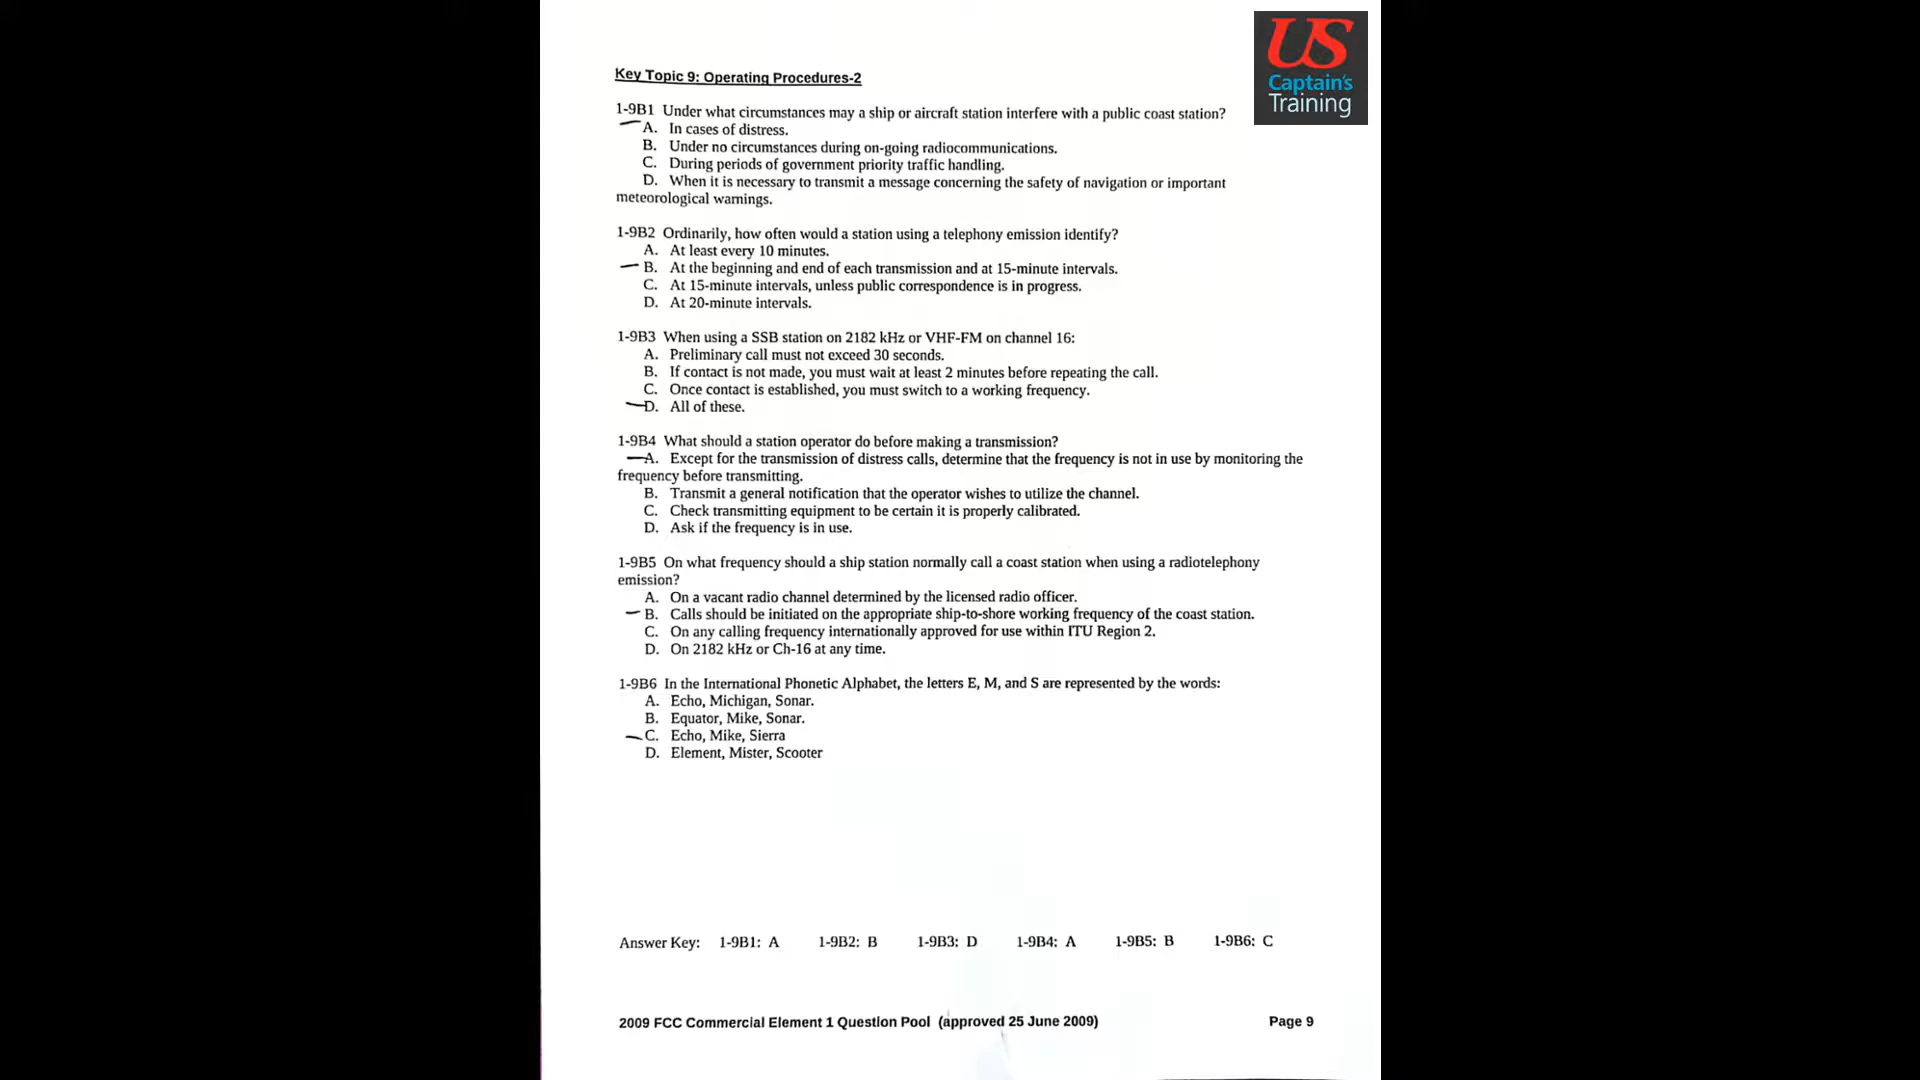 US
Captain's
Training
Key Topic 9: Operating Procedures-2
1-9B1 Under what circumstances may a ship or aircraft station interfere with a public coast station?
A. In cases of distress.
B. Under no circumstances during on-going radiocommunications.
C. During periods of government priority traffic handling.
D. When it is necessary to transmit a message concerning the safety of navigation or important
meteorological warnings.
1-9B2 Ordinarily, how often would a station using a telephony emission identify?
A. At least every 10 minutes.
B. At the beginning and end of each transmission and at 15-minute intervals.
C. At 15-minute intervals, unless public correspondence is in progress.
D. At 20-minute intervals.
1-9B3 When using a SSB station on 2182 kHz or VHF-FM on channel 16:
A. Preliminary call must not exceed 30 seconds.
B. If contact is not made, you must wait at least 2 minutes before repeating the call.
C. Once contact is established, you must switch to a working frequency.
D. All of these.
1-9B4 What should a station operator do before making a transmission?
A. Except for the transmission of distress calls, determine that the frequency is not in use by monitoring the
frequency before transmitting.
B. Transmit a general notification that the operator wishes to utilize the channel.
C. Check transmitting equipment to be certain it is properly calibrated.
D. Ask if the frequency is in use.
1-9B5 On what frequency should a ship station normally call a coast station when using a radiotelephony
emission?
A. On a vacant radio channel determined by the licensed radio officer.
B. Calls should be initiated on the appropriate ship-to-shore working frequency of the coast station.
C. On any calling frequency internationally approved for use within ITU Region 2.
D. On 2182 kHz or Ch-16 at any time.
1-9B6 In the International Phonetic Alphabet, the letters E, M, and S are represented by the words:
A. Echo, Michigan, Sonar.
B. Equator, Mike, Sonar.
C. Echo, Mike, Sierra
D. Element, Mister, Scooter
Answer Key: 1-9B1: A 1-9B2: B 1-9B3: D 1-9B4: A 1-9B5: B 1-9B6: C
2009 FCC Commercial Element 1 Question Pool (approved 25 June 2009) Page 9